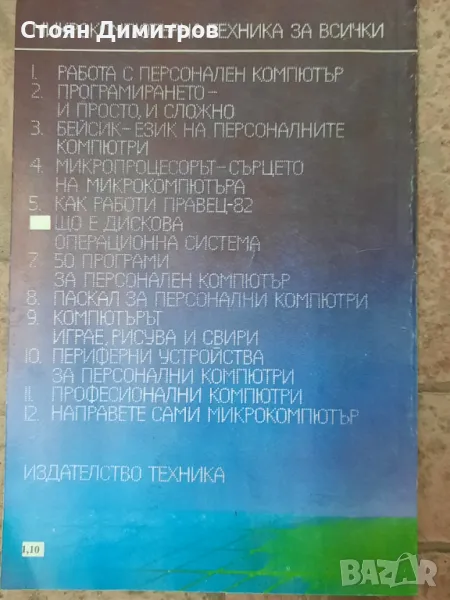 Стоян Димитров
МИКРОКОМПЮТЪРНА ТЕХНИКА ЗА ВСИЧКИ
1. РАБОТА С ПЕРСОНАЛЕН КОМПЮТЪР
2. ПРОГРАМИРАНЕТО-
И ПРОСТО, И СЛОЖНО
3. БЕЙСИК-ЕЗИК НА ПЕРСОНАЛНИТЕ
КОМПЮТРИ
4. МИКРОПРОЦЕСОРЪТ-СЪРЦЕТО
НА МИКРОКОМПЮТЪРА
5. КАК РАБОТИ ПРАВЕЦ-82
ЩО Е ДИСКОВА
ОПЕРАЦИОННА СИСТЕМА
7. 50 ПРОГРАМИ
ЗА ПЕРСОНАЛЕН КОМПЮТЪР
8. ПАСКАЛ ЗА ПЕРСОНАЛНИ КОМПЮТРИ
9. КОМПЮТЪРЪТ
ИГРАЕ, РИСУВА И СВИРИ
10. ПЕРИФЕРНИ УСТРОЙСТВА
ЗА ПЕРСОНАЛНИ КОМПЮТРИ
11. ПРОФЕСИОНАЛНИ КОМПЮТРИ
12. НАПРАВЕТЕ САМИ МИКРОКОМПЮТЪР
ИЗДАТЕЛСТВО ТЕХНИКА
1,10
BAZAR